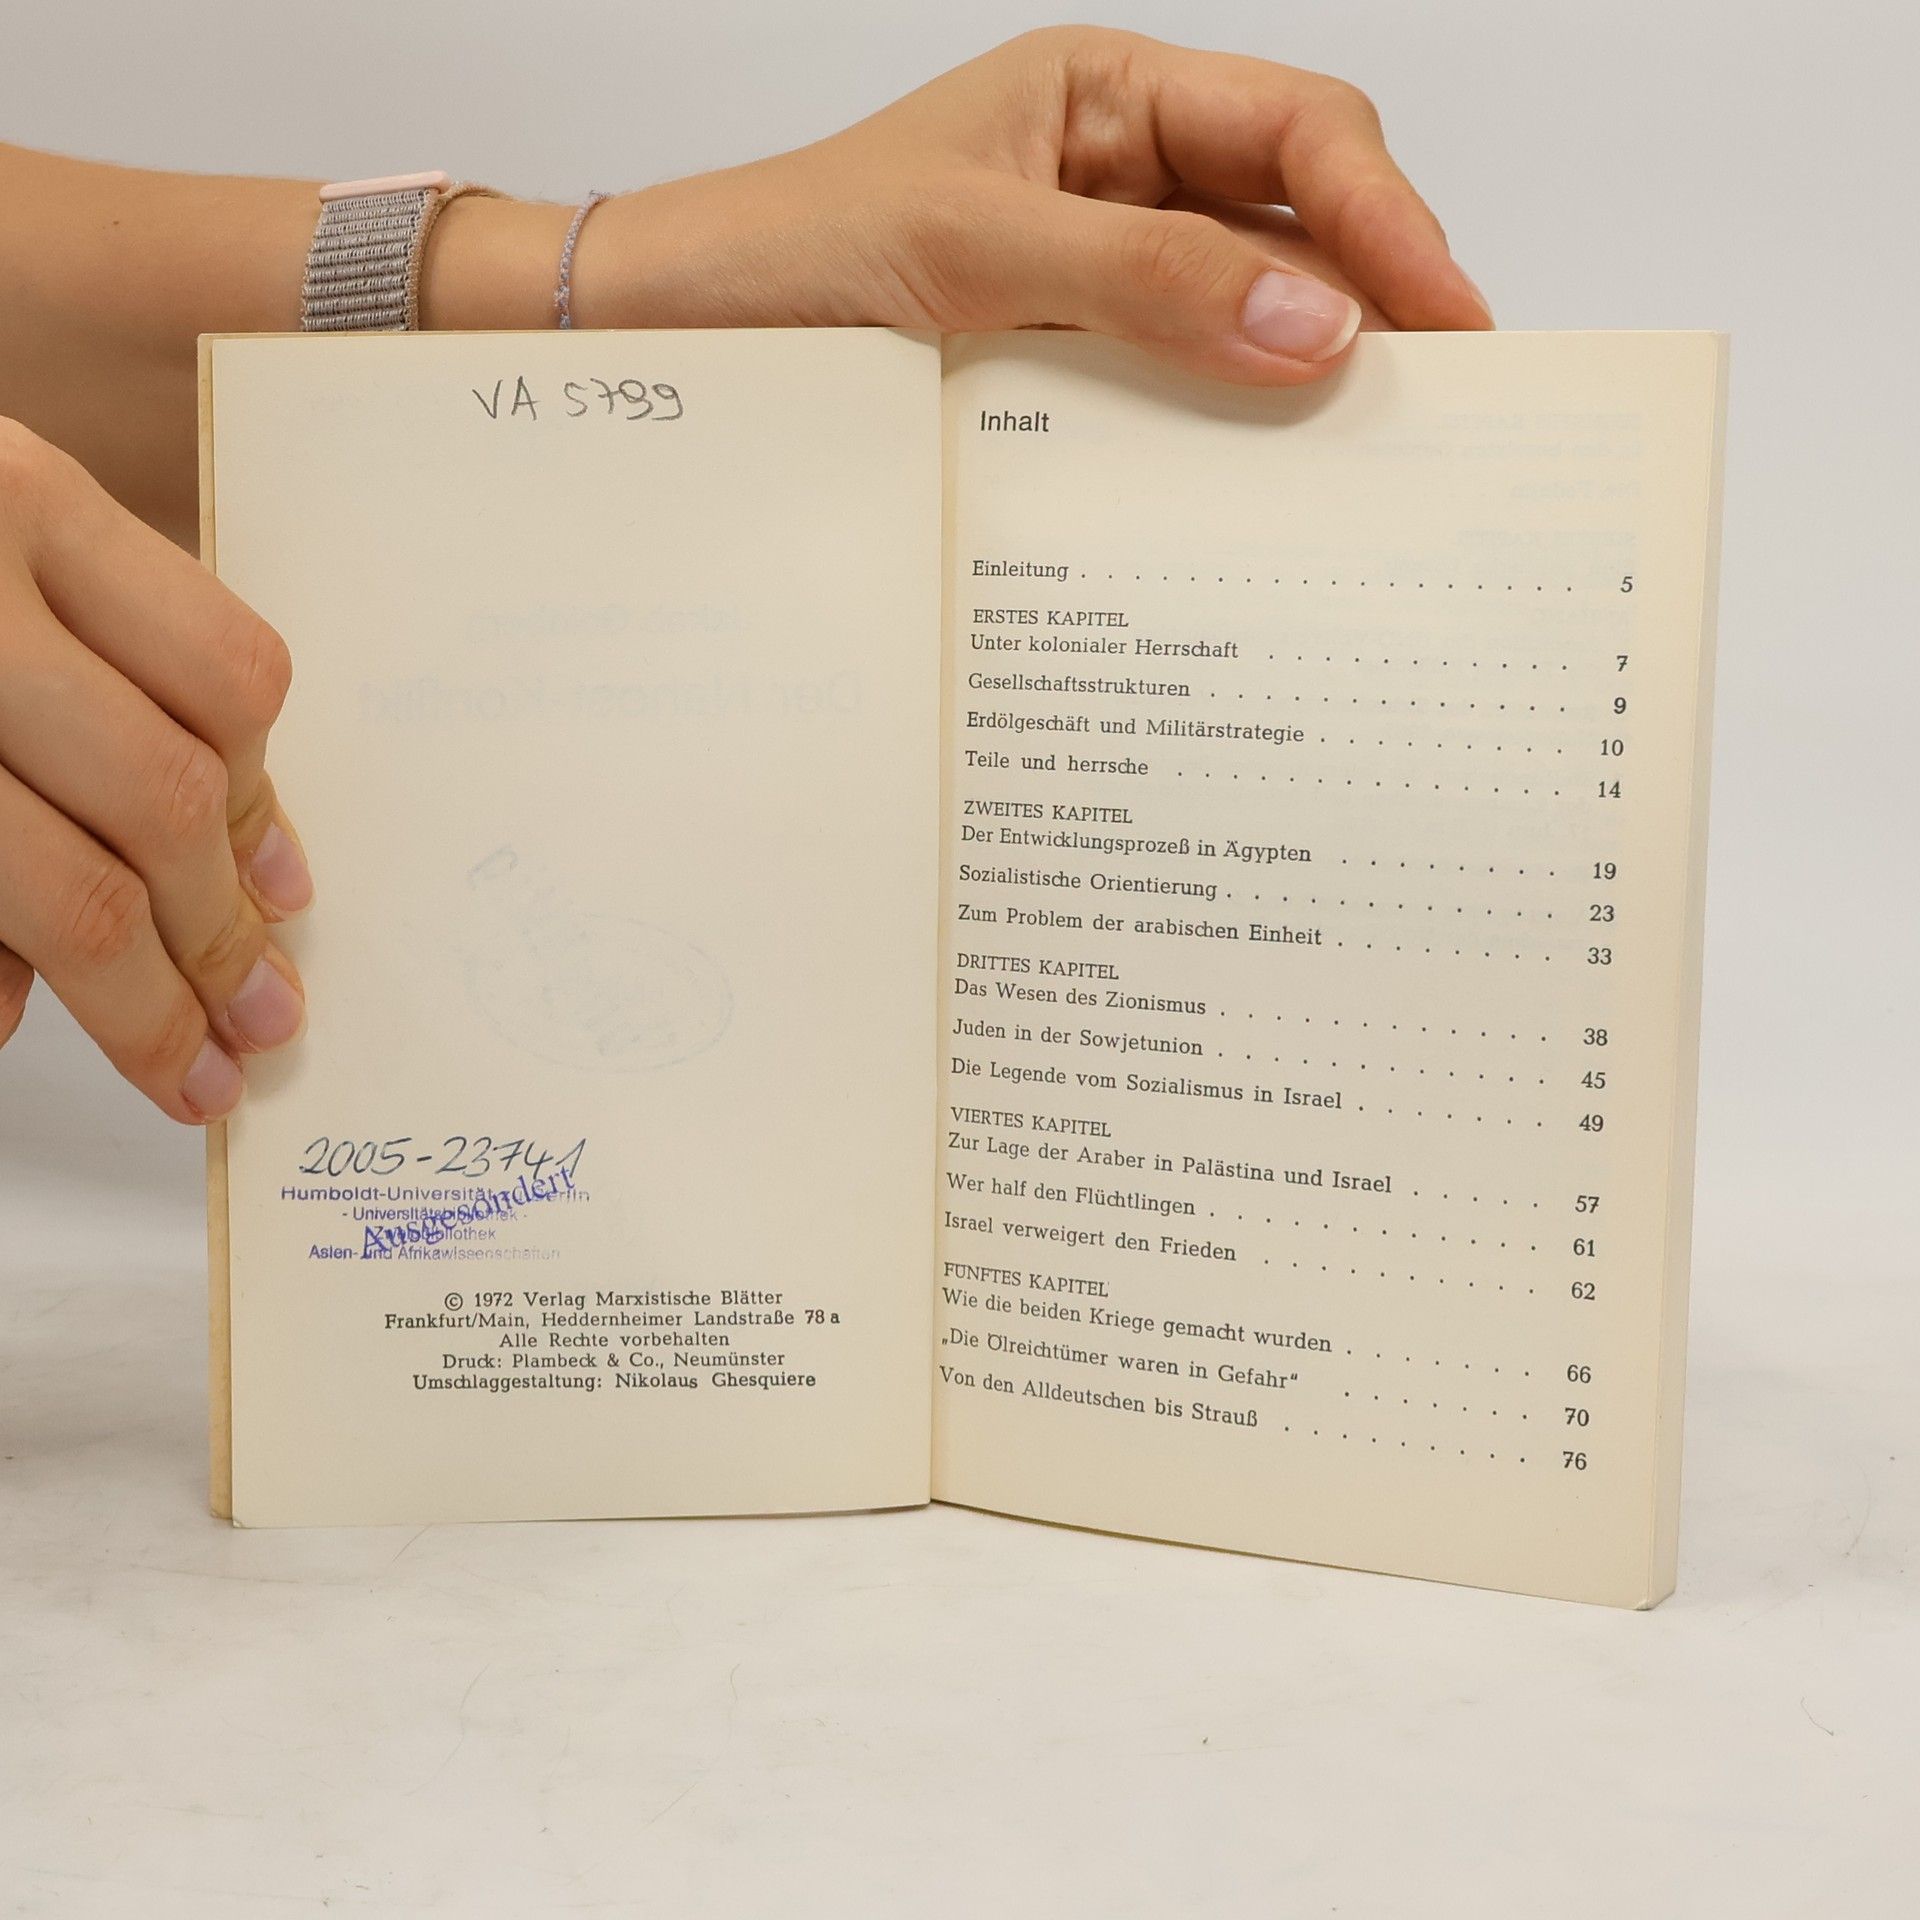 VA 5799
2005-23741
Humboldt-Universität zu Berlin
- Universitätsbibliothek -
Zweigbibliothek
Asien- und Afrikawissenschaften
Ausgesondert
© 1972 Verlag Marxistische Blätter
Frankfurt/Main, Heddernheimer Landstraße 78 a
Alle Rechte vorbehalten
Druck: Plambeck & Co., Neumünster
Umschlaggestaltung: Nikolaus Ghesquiere
Inhalt
Einleitung . . . . . . . . . . . . . . . . . . 5
ERSTES KAPITEL
Unter kolonialer Herrschaft . . . . . . . . . . . 7
Gesellschaftsstrukturen . . . . . . . . . . . . . 9
Erdölgeschäft und Militärstrategie . . . . . . . . . 10
Teile und herrsche . . . . . . . . . . . . . . 14
ZWEITES KAPITEL
Der Entwicklungsprozeß in Ägypten . . . . . . . . 19
Sozialistische Orientierung . . . . . . . . . . . . 23
Zum Problem der arabischen Einheit . . . . . . . . 33
DRITTES KAPITEL
Das Wesen des Zionismus . . . . . . . . . . . . 38
Juden in der Sowjetunion . . . . . . . . . . . . 45
Die Legende vom Sozialismus in Israel . . . . . . . 49
VIERTES KAPITEL
Zur Lage der Araber in Palästina und Israel . . . . . 57
Wer half den Flüchtlingen . . . . . . . . . . . . 61
Israel verweigert den Frieden . . . . . . . . . . 62
FUNFTES KAPITEL
Wie die beiden Kriege gemacht wurden . . . . . . . 66
„Die Ölreichtümer waren in Gefahr“ . . . . . . . 70
Von den Alldeutschen bis Strauß . . . . . . . . . 76